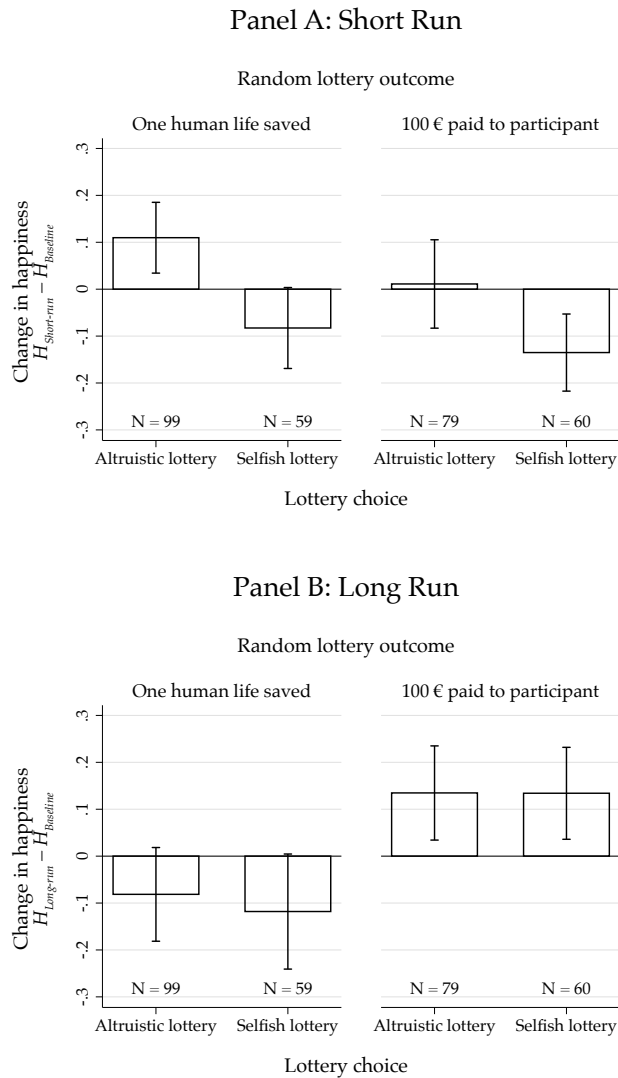 Panel A: Short Run
Random lottery outcome
One human life saved
100 € paid to participant
Change in happiness
H Short-run − H Baseline
.3
.2
.1
0
-.1
-.2
-.3
N = 99
N = 59
N = 79
N = 60
Altruistic lottery
Selfish lottery
Altruistic lottery
Selfish lottery
Lottery choice
Panel B: Long Run
Random lottery outcome
One human life saved
100 € paid to participant
Change in happiness
H Long-run − H Baseline
.3
.2
.1
0
-.1
-.2
-.3
N = 99
N = 59
N = 79
N = 60
Altruistic lottery
Selfish lottery
Altruistic lottery
Selfish lottery
Lottery choice